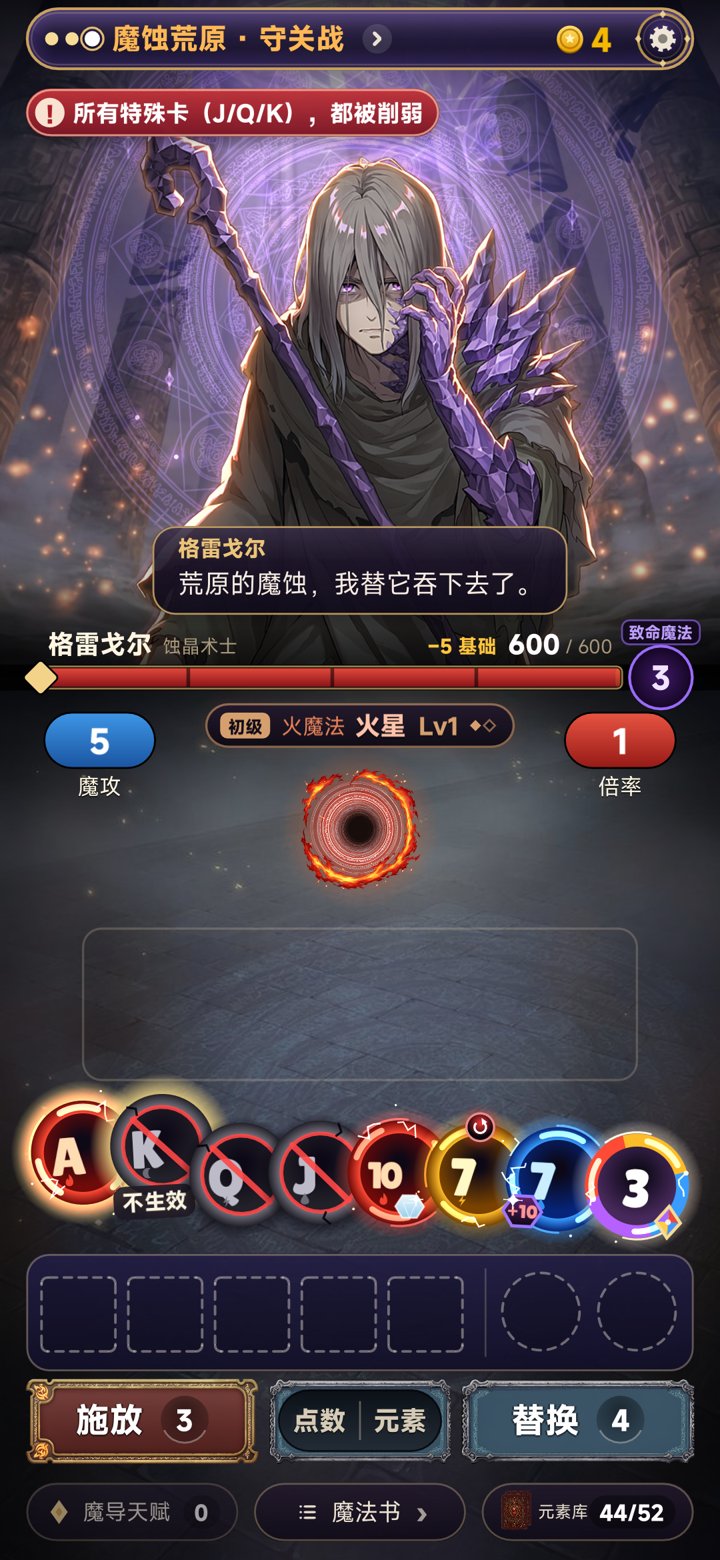 魔蚀荒原 · 守关战 4
所有特殊卡（J/Q/K），都被削弱
格雷戈尔
荒原的魔蚀，我替它吞下去了。
格雷戈尔 蚀晶术士 -5 基础 600 / 600
致命魔法
3
5
魔攻
初级 火魔法 火星 Lv1
1
倍率
A
K
不生效
Q
J
10
7
7
+10
3
施放 3
点数 元素
替换 4
魔导天赋 0
魔法书
元素库 44/52